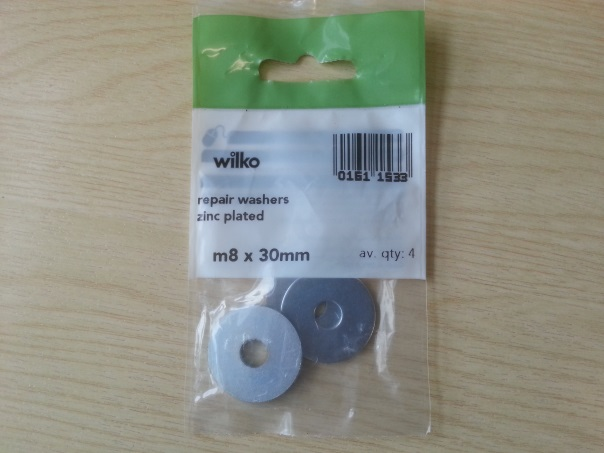 wilko
0151 1533
repair washers
zinc plated
m8 x 30mm
av. qty: 4